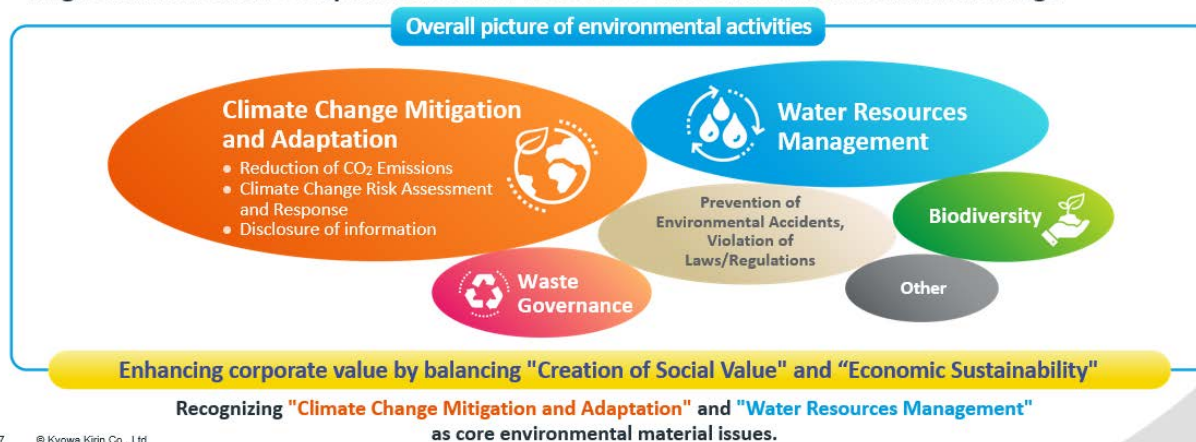 Overall picture of environmental activities
Climate Change Mitigation
and Adaptation
● Reduction of CO₂ Emissions
● Climate Change Risk Assessment
and Response
● Disclosure of information
Water Resources
Management
Prevention of
Environmental Accidents,
Violation of
Laws/Regulations
Biodiversity
Waste
Governance
Other
Enhancing corporate value by balancing "Creation of Social Value" and “Economic Sustainability"
Recognizing "Climate Change Mitigation and Adaptation" and "Water Resources Management"
as core environmental material issues.
7 © Kyowa Kirin Co., Ltd.